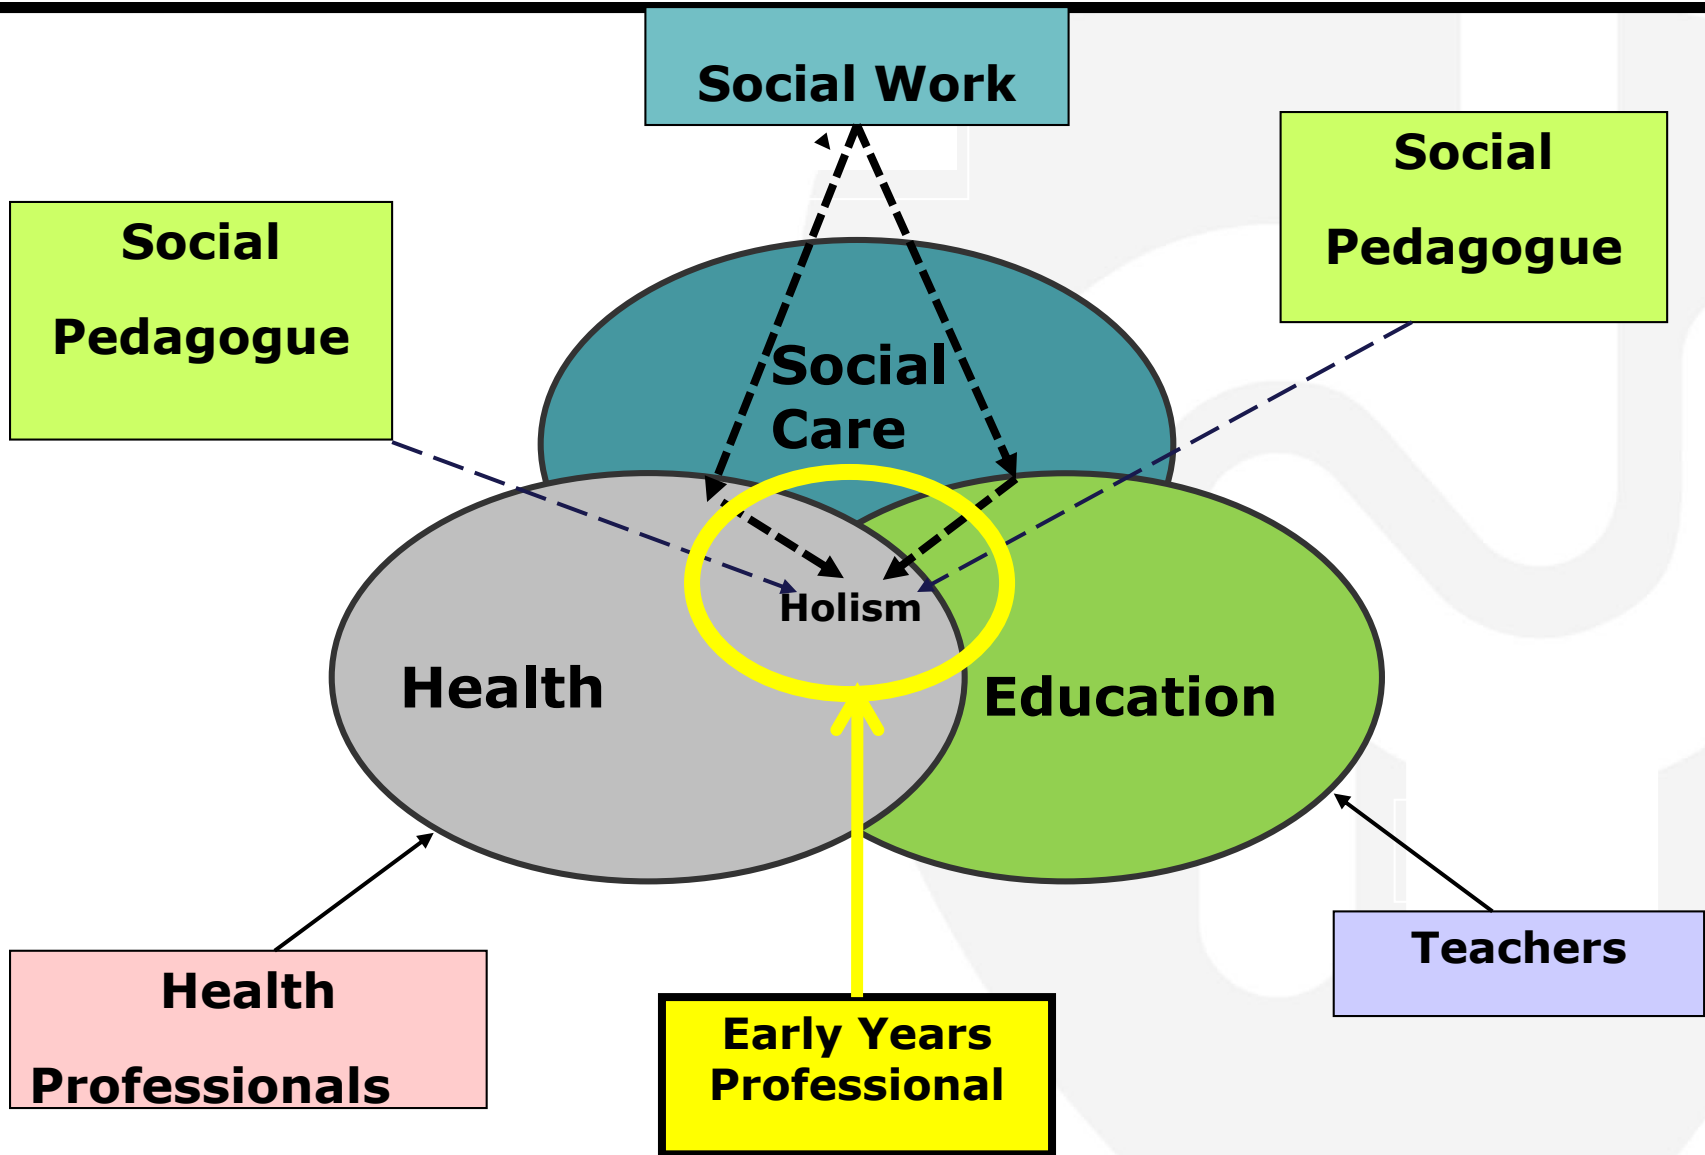 Social Work
Social
Pedagogue
Social
Pedagogue
Social
Care
Holism
Health
Education
Health
Professionals
Early Years
Professional
Teachers